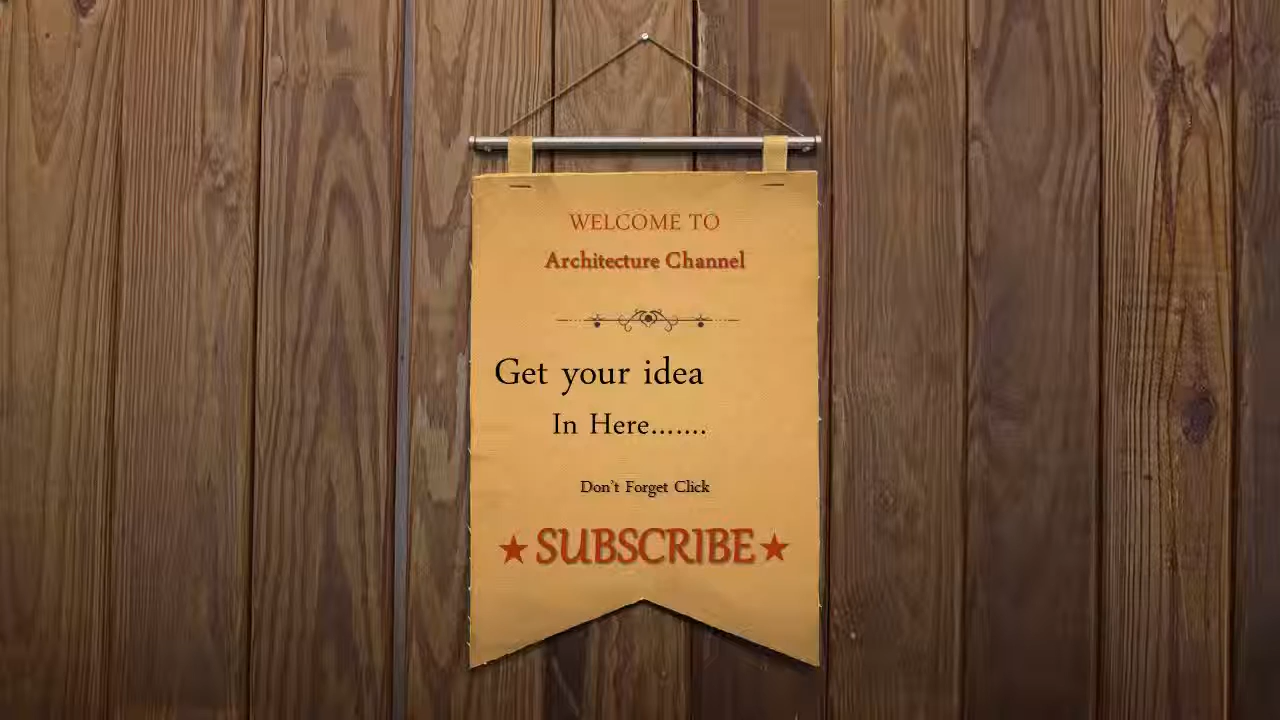 WELCOME TO
Architecture Channel
Get your idea
In Here.......
Don't Forget Click
★ SUBSCRIBE ★